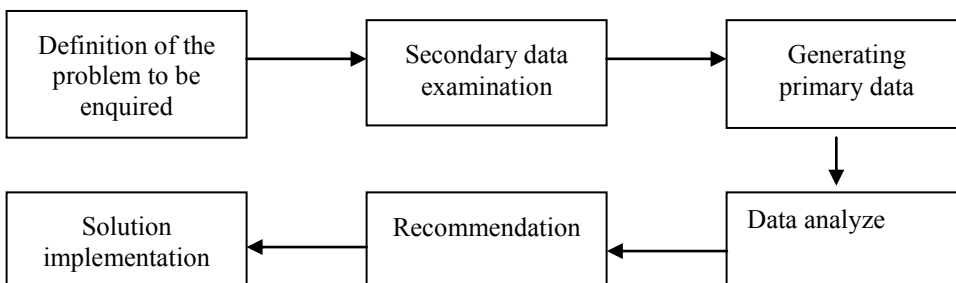 Definition of the
problem to be
enquired
Secondary data
examination
Generating
primary data
Data analyze
Recommendation
Solution
implementation